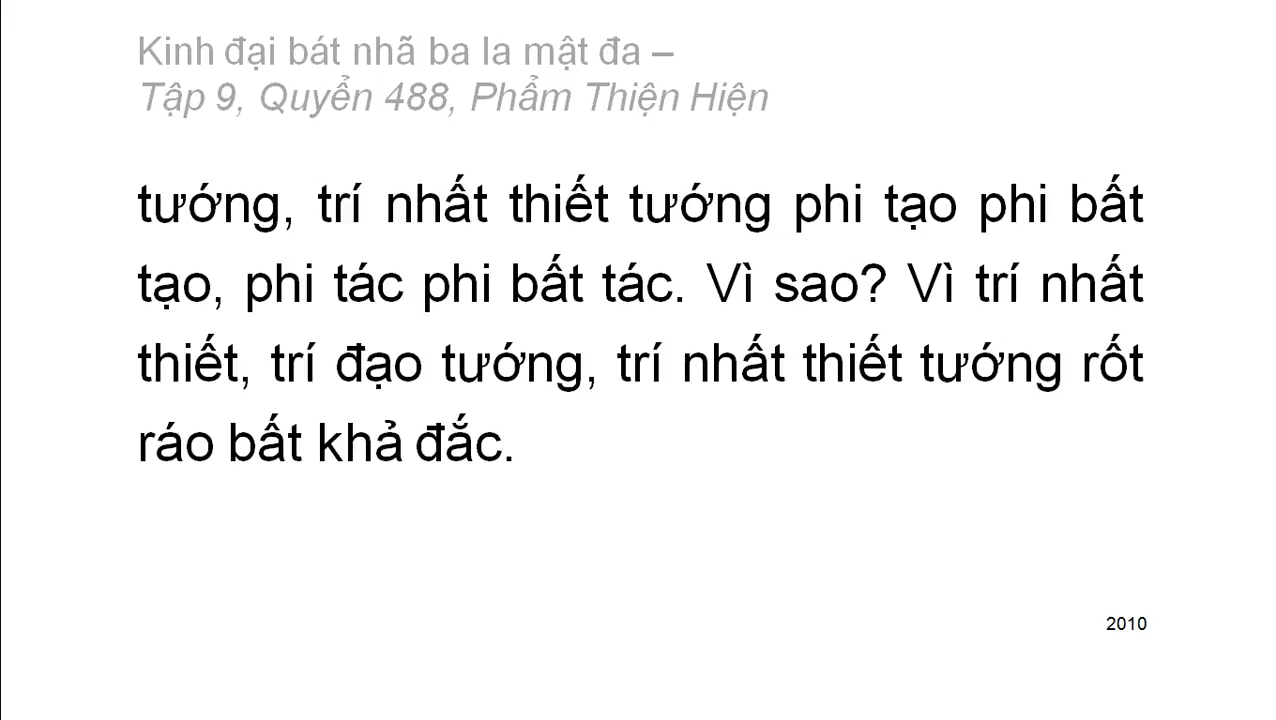 Kinh đại bát nhã ba la mật đa –
Tập 9, Quyển 488, Phẩm Thiện Hiện
tướng, trí nhất thiết tướng phi tạo phi bất
tạo, phi tác phi bất tác. Vì sao? Vì trí nhất
thiết, trí đạo tướng, trí nhất thiết tướng rốt
ráo bất khả đắc.
2010